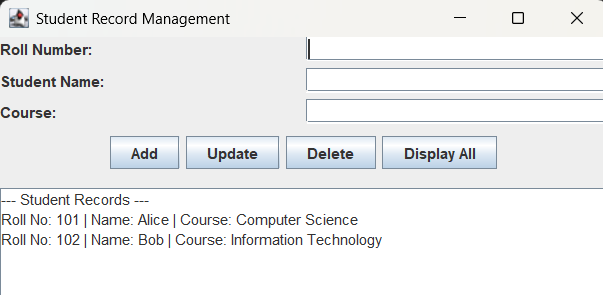 Student Record Management
Roll Number:
Student Name:
Course:
Add Update Delete Display All
--- Student Records ---
Roll No: 101 | Name: Alice | Course: Computer Science
Roll No: 102 | Name: Bob | Course: Information Technology